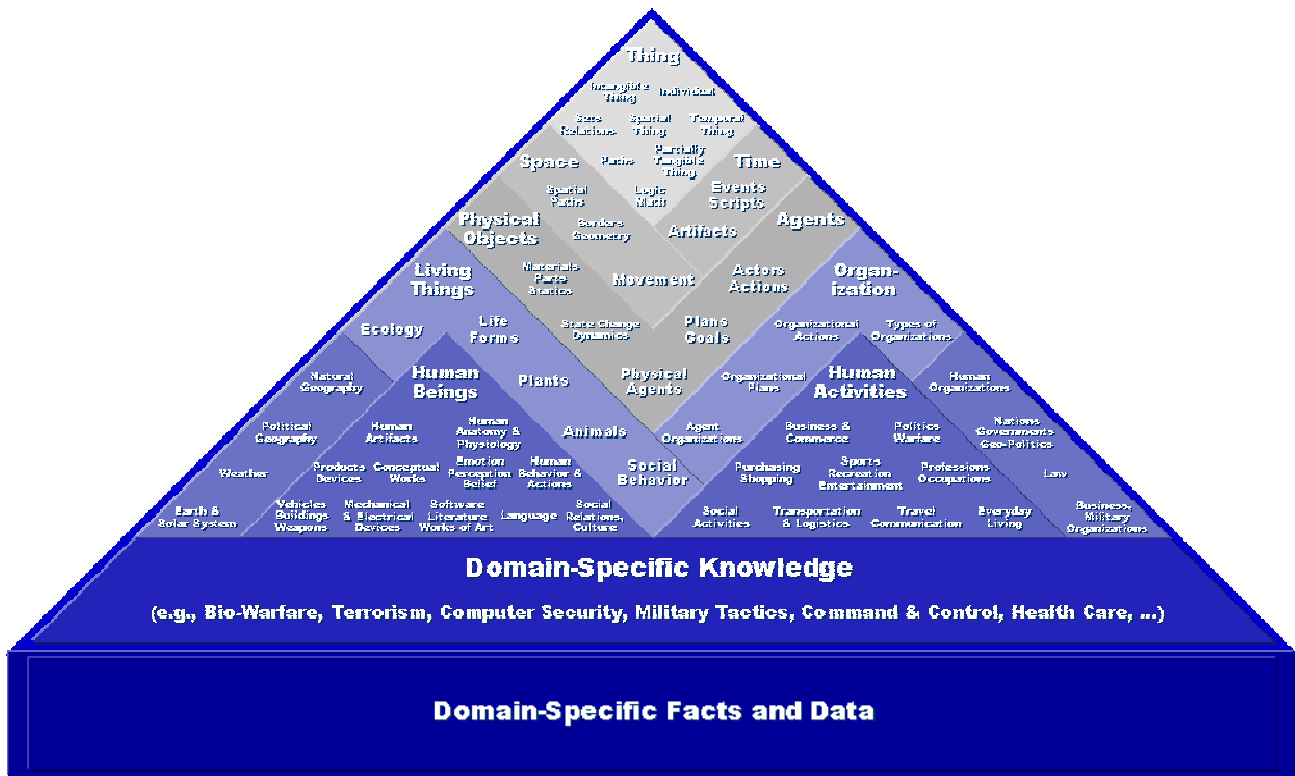 Thing
Intangible
Thing
Individual
Sets
Relations
Spatial
Thing
Temporal
Thing
Space
Paths
Partially
Tangible
Thing
Time
Spatial
Paths
Logic
Math
Events
Scripts
Physical
Objects
Borders
Geometry
Artifacts
Agents
Living
Things
Materials
Parts
Statics
Movement
Actors
Actions
Organ-
ization
Ecology
Life
Forms
State Change
Dynamics
Plans
Goals
Organizational
Actions
Types of
Organizations
Natural
Geography
Human
Beings
Plants
Physical
Agents
Organizational
Plans
Human
Activities
Human
Organizations
Political
Geography
Human
Artifacts
Human
Anatomy &
Physiology
Animals
Agent
Organizations
Business &
Commerce
Politics
Warfare
Nations
Governments
Geo-Politics
Weather
Products
Devices
Conceptual
Works
Emotion
Perception
Belief
Human
Behavior &
Actions
Social
Behavior
Purchasing
Shopping
Sports
Recreation
Entertainment
Professions
Occupations
Law
Earth &
Solar System
Vehicles
Buildings
Weapons
Mechanical
& Electrical
Devices
Software
Literature
Works of Art
Language
Social
Relations,
Culture
Social
Activities
Transportation
& Logistics
Travel
Communication
Everyday
Living
Business,
Military
Organizations
Domain-Specific Knowledge
(e.g., Bio-Warfare, Terrorism, Computer Security, Military Tactics, Command & Control, Health Care, ...)
Domain-Specific Facts and Data